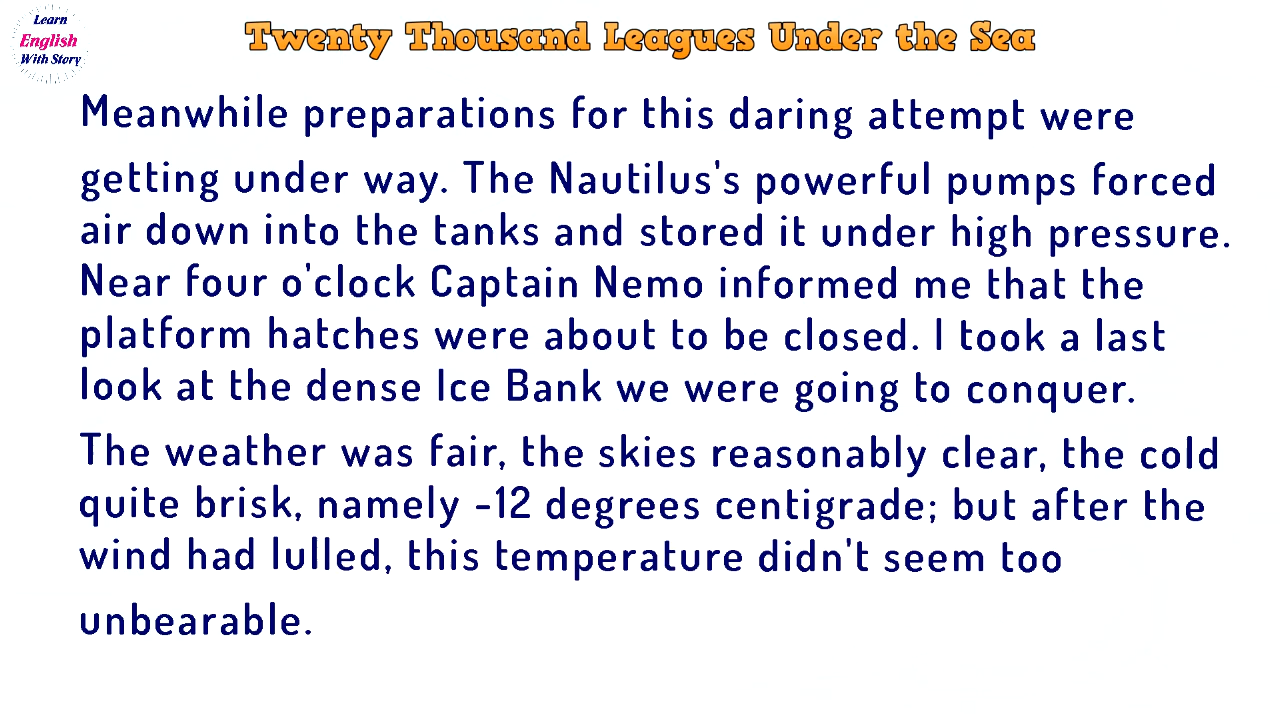 Learn
English
With Story
Twenty Thousand Leagues Under the Sea
Meanwhile preparations for this daring attempt were
getting under way. The Nautilus's powerful pumps forced
air down into the tanks and stored it under high pressure.
Near four o'clock Captain Nemo informed me that the
platform hatches were about to be closed. I took a last
look at the dense Ice Bank we were going to conquer.
The weather was fair, the skies reasonably clear, the cold
quite brisk, namely -12 degrees centigrade; but after the
wind had lulled, this temperature didn't seem too
unbearable.